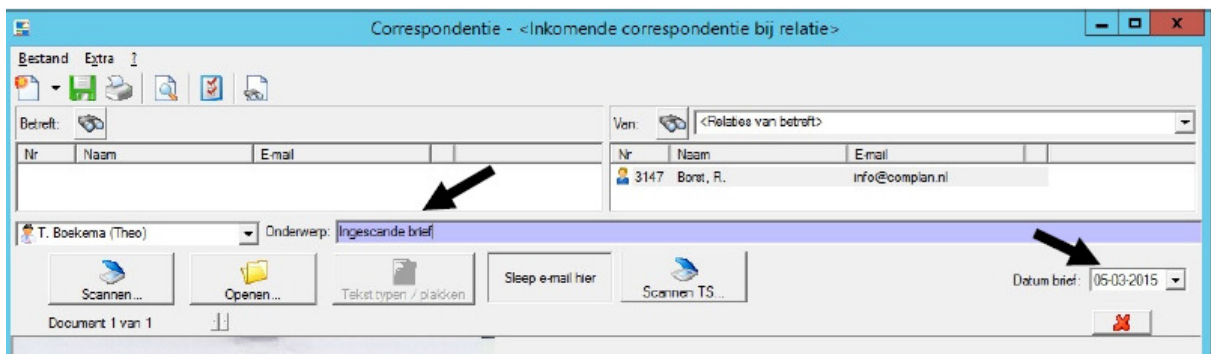 Correspondentie - <Inkomende correspondentie bij relatie>
X
Bestand Extra ?
Betreft: Van: <Relaties van betreft>
Nr Naam E-mail Nr Naam E-mail
3147 Borst, R. info@complan.nl
T. Boekema (Theo) Onderwerp: Ingescande brief
Scannen... Openen... Tekst typen / plakken Sleep e-mail hier Scannen TS... Datum brief: 05-03-2015
Document 1 van 1